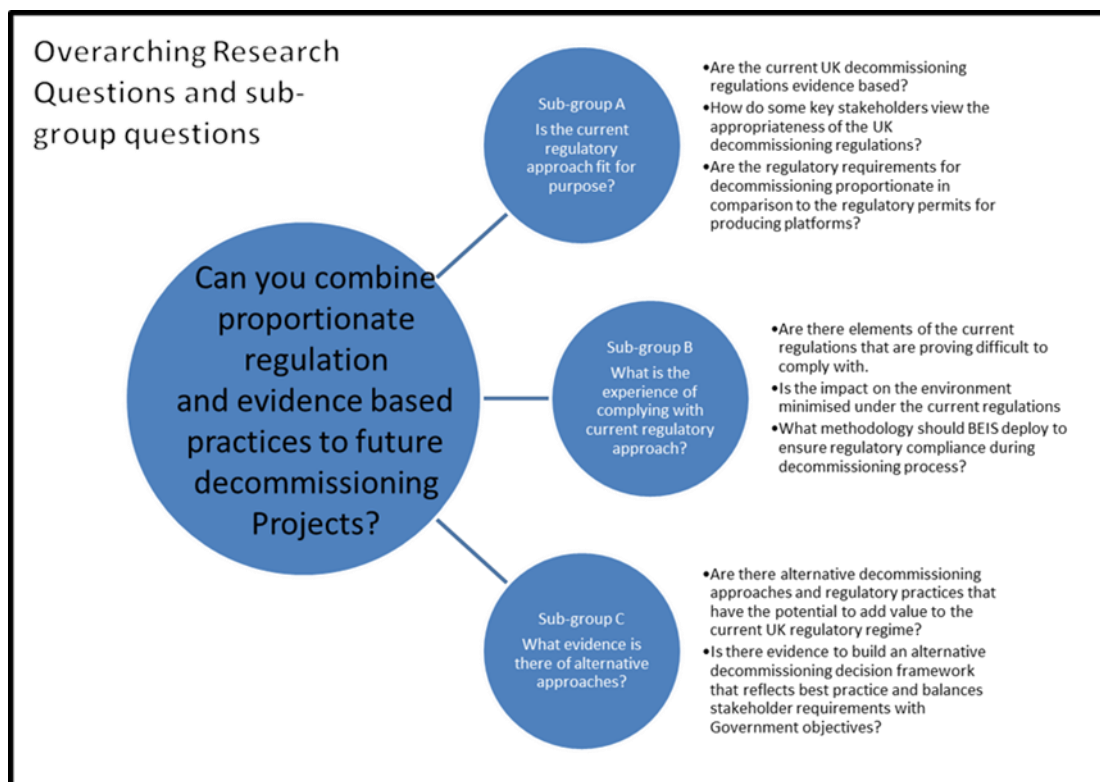 Overarching Research
Questions and sub-
group questions
Sub-group A
Is the current
regulatory
approach fit for
purpose?
•Are the current UK decommissioning
regulations evidence based?
•How do some key stakeholders view the
appropriateness of the UK
decommissioning regulations?
•Are the regulatory requirements for
decommissioning proportionate in
comparison to the regulatory permits for
producing platforms?
Can you combine
proportionate
regulation
and evidence based
practices to future
decommissioning
Projects?
Sub-group B
What is the
experience of
complying with
current regulatory
approach?
•Are there elements of the current
regulations that are proving difficult to
comply with.
•Is the impact on the environment
minimised under the current regulations
•What methodology should BEIS deploy to
ensure regulatory compliance during
decommissioning process?
Sub-group C
What evidence is
there of alternative
approaches?
•Are there alternative decommissioning
approaches and regulatory practices that
have the potential to add value to the
current UK regulatory regime?
•Is there evidence to build an alternative
decommissioning decision framework
that reflects best practice and balances
stakeholder requirements with
Government objectives?